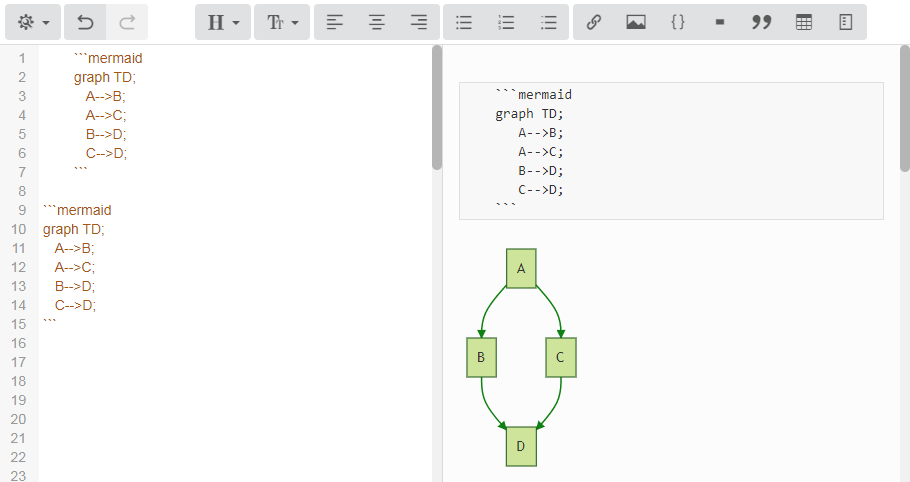 H Tт {} ❞
1 ```mermaid
2 graph TD;
3 A-->B;
4 A-->C;
5 B-->D;
6 C-->D;
7 ```
8
9 ```mermaid
10 graph TD;
11 A-->B;
12 A-->C;
13 B-->D;
14 C-->D;
15 ```
16
17
18
19
20
21
22
23
```mermaid
graph TD;
A-->B;
A-->C;
B-->D;
C-->D;
```
A
B C
D